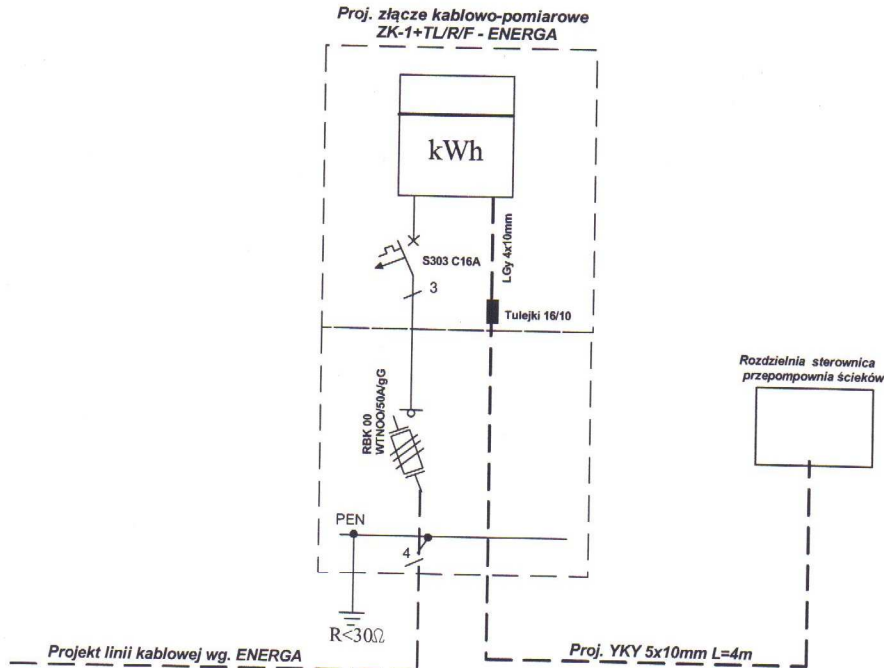 Proj. złącze kablowo-pomiarowe
ZK-1+TL/R/F - ENERGA
kWh
S303 C16A
3
LGy 4x10mm
Tulejki 16/10
Rozdzielnia sterownica
przepompownia ścieków
RBK 00
WTNOO/50A/gG
PEN
4
R<30Ω
Projekt linii kablowej wg. ENERGA
Proj. YKY 5x10mm L=4m